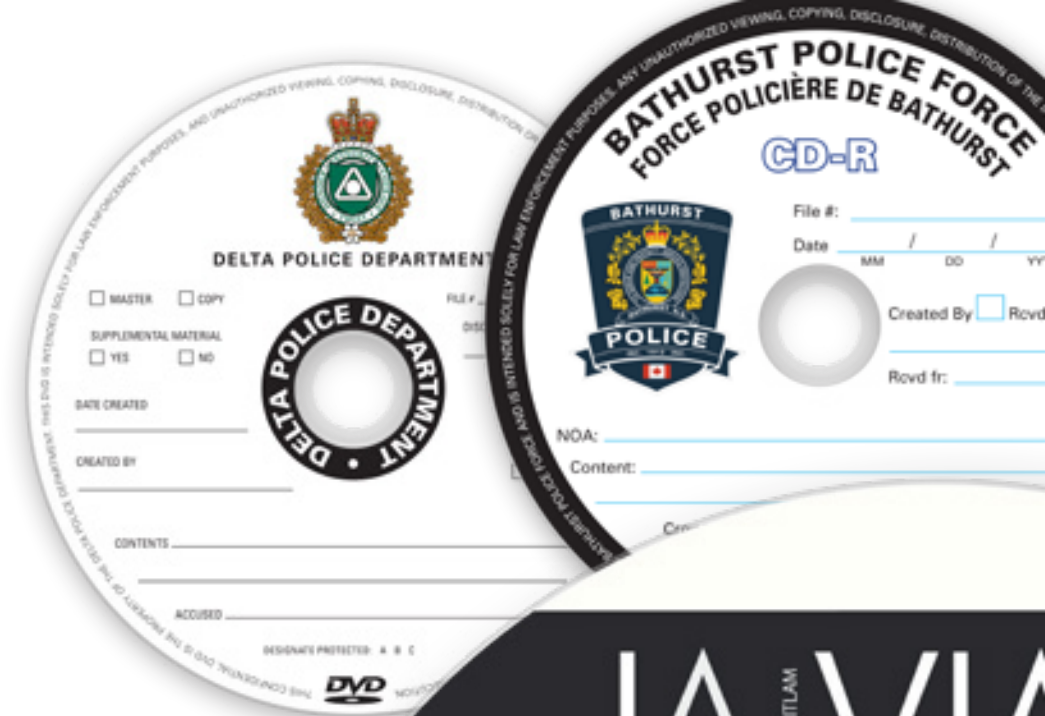 THIS CONFIDENTIAL DVD IS THE PROPERTY OF THE DELTA POLICE DEPARTMENT. THIS DVD IS INTENDED SOLELY FOR LAW ENFORCEMENT PURPOSES. AND UNAUTHORIZED VIEWING, COPYING, DISCLOSURE, DISTRIBUTION OR
DELTA POLICE DEPARTMENT
MASTER COPY
FILE #
SUPPLEMENTAL MATERIAL
YES NO
DATE CREATED
CREATED BY
DELTA POLICE DEPARTMENT •
CONTENTS
ACCUSED
DESIGNATE PROTECTED: A B C
DVD
BATHURST POLICE FORCE AND IS INTENDED SOLELY FOR LAW ENFORCEMENT PURPOSES. ANY UNAUTHORIZED VIEWING, COPYING, DISCLOSURE, DISTRIBUTION OF THE
BATHURST POLICE FORCE
FORCE POLICIÈRE DE BATHURST
CD-R
BATHURST
POLICE
File #:
Date / /
MM DD YY
Created By Rcvd
Rcvd fr:
NOA:
Content: